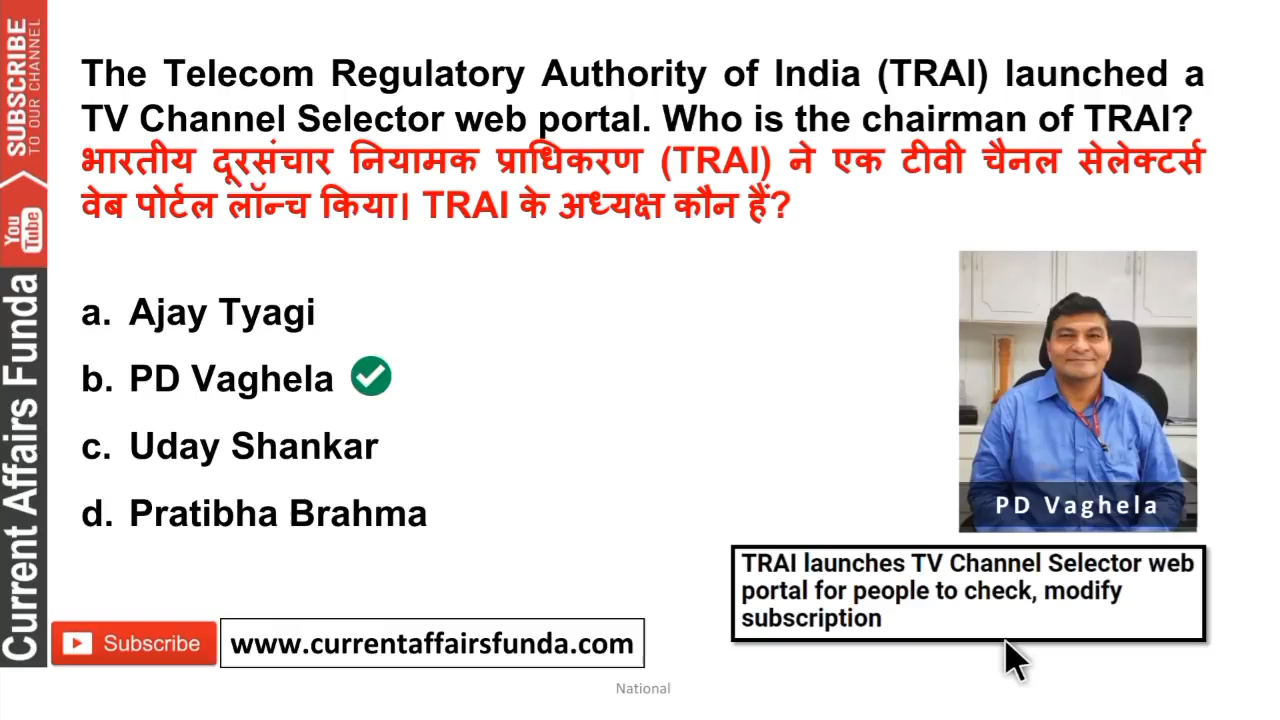 The Telecom Regulatory Authority of India (TRAI) launched a
TV Channel Selector web portal. Who is the chairman of TRAI?
भारतीय दूरसंचार नियामक प्राधिकरण (TRAI) ने एक टीवी चैनल सेलेक्टर्स
वेब पोर्टल लॉन्च किया। TRAI के अध्यक्ष कौन हैं?
a. Ajay Tyagi
b. PD Vaghela
c. Uday Shankar
d. Pratibha Brahma
PD Vaghela
TRAI launches TV Channel Selector web
portal for people to check, modify
subscription
Subscribe
www.currentaffairsfunda.com
National
SUBSCRIBE
TO OUR CHANNEL
You
Tube
Current Affairs Funda